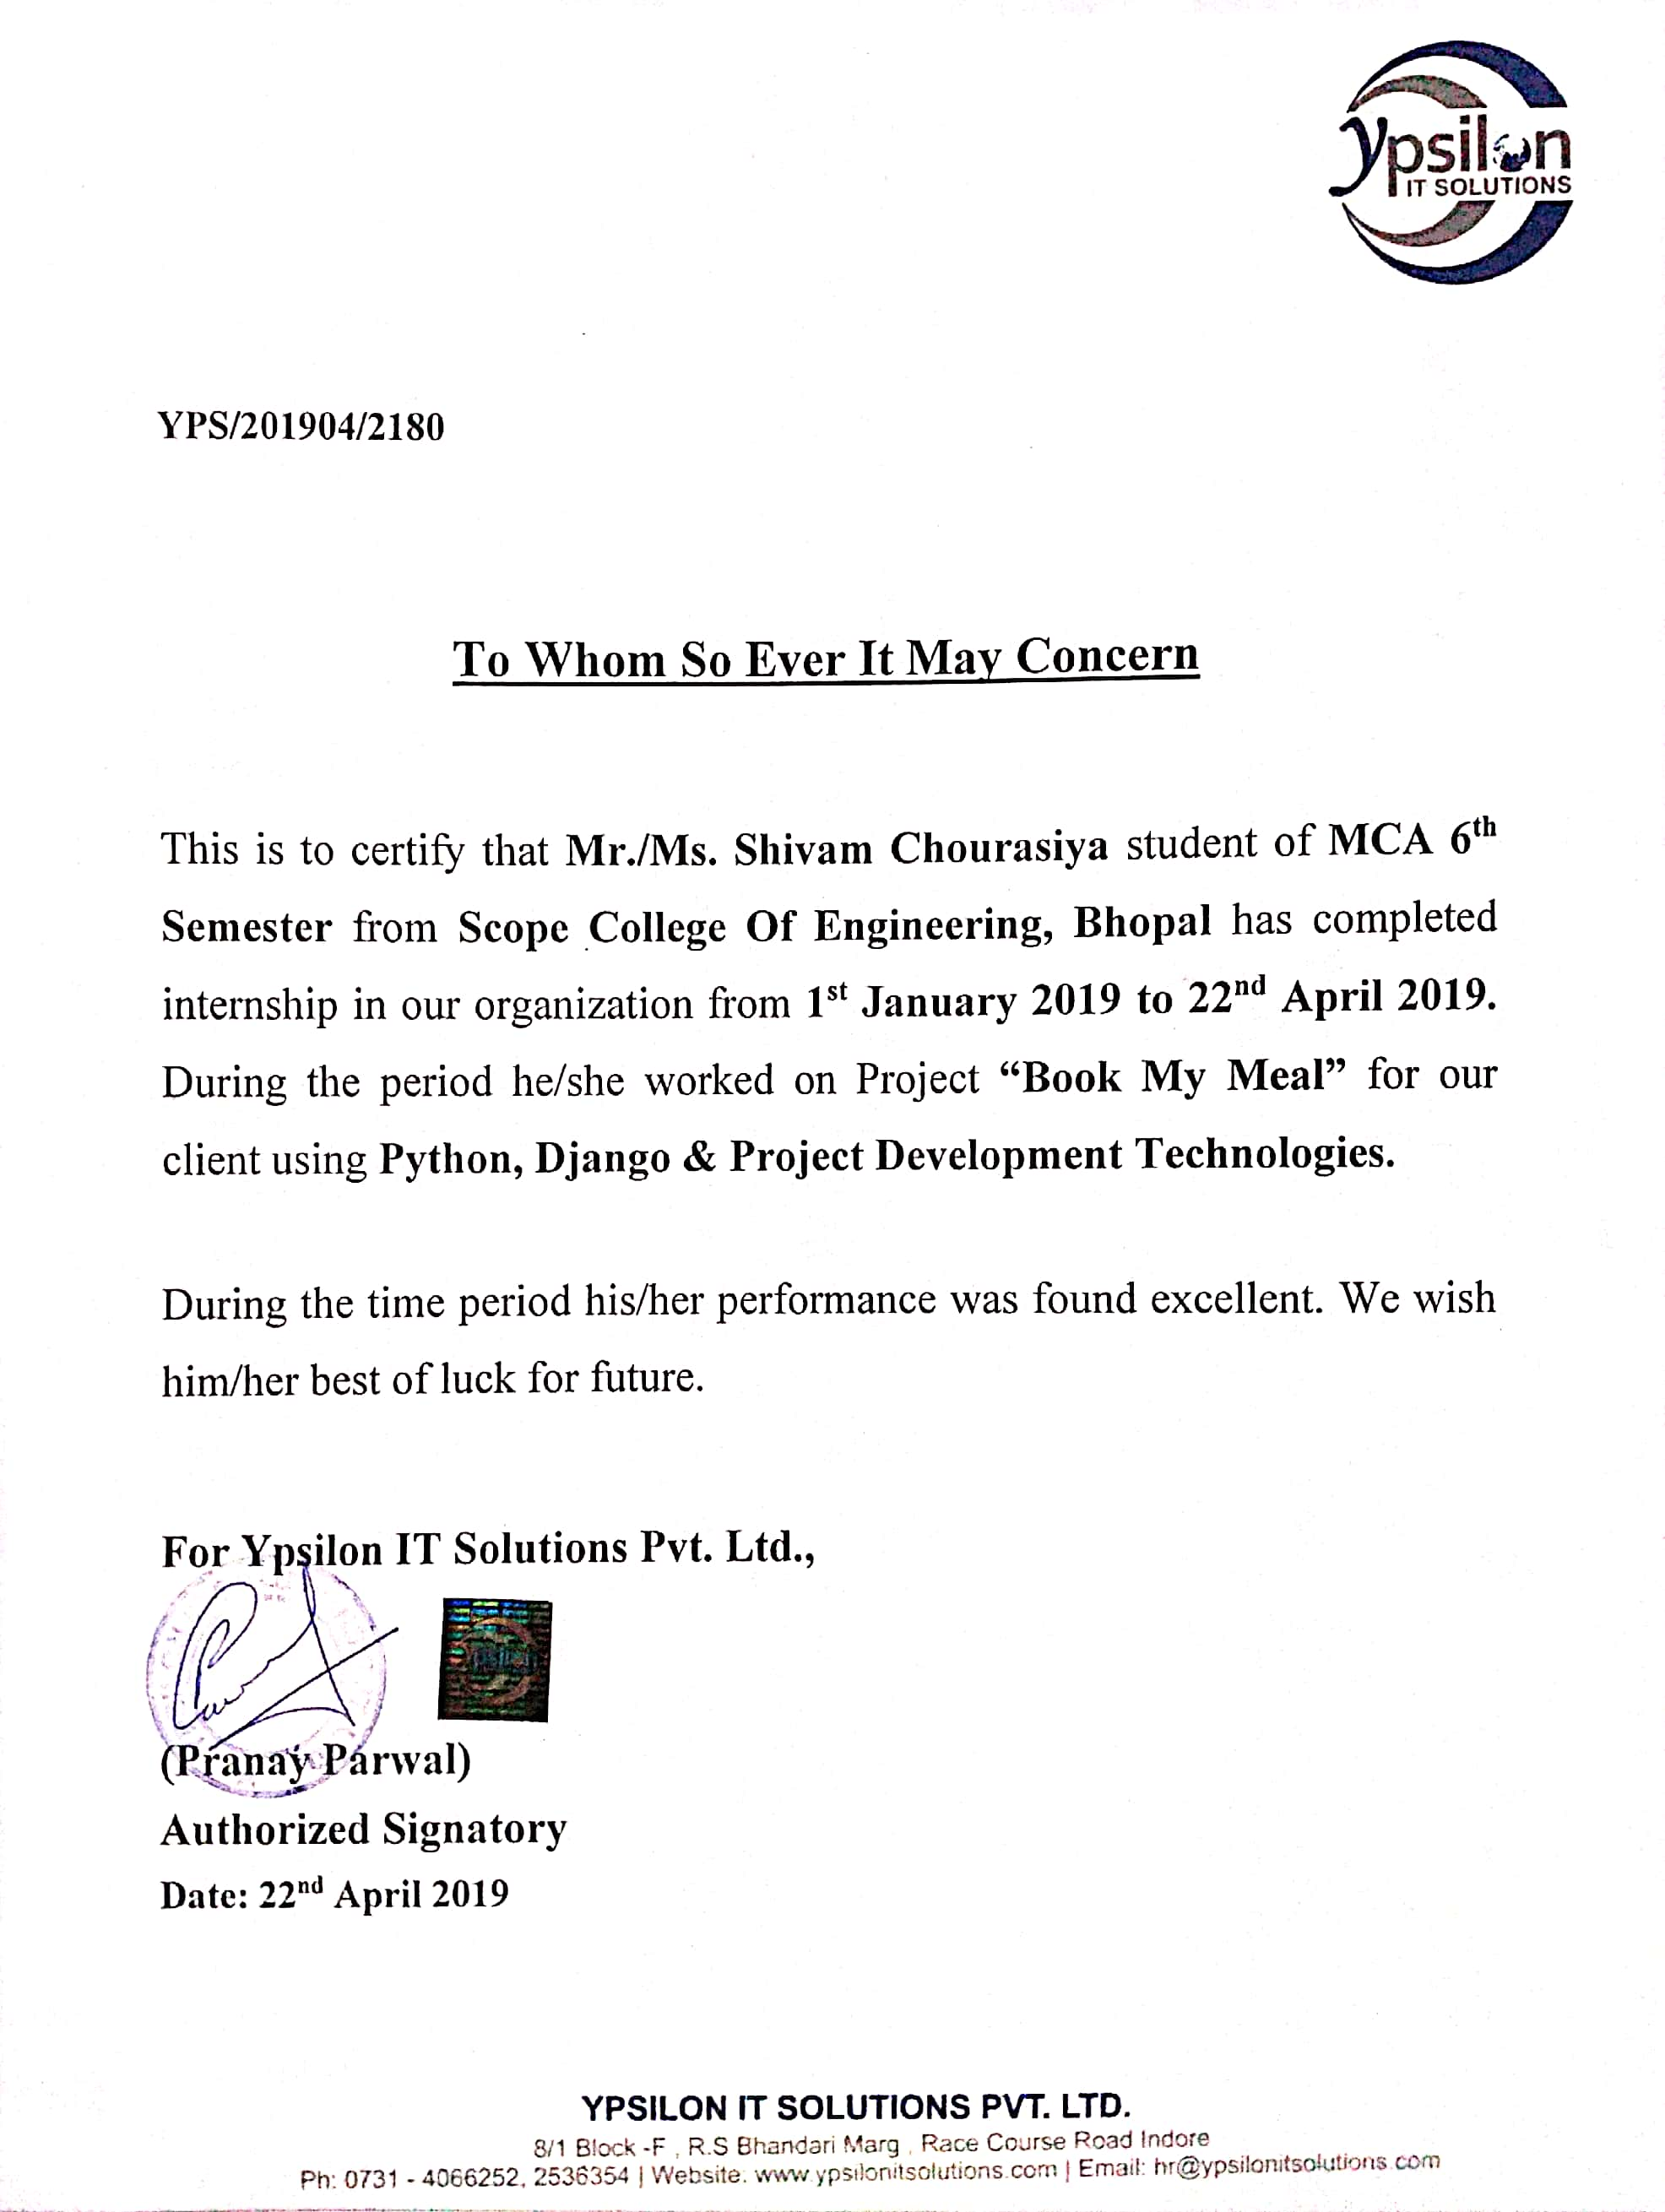 Ypsilon
IT SOLUTIONS
YPS/201904/2180
To Whom So Ever It May Concern
This is to certify that Mr./Ms. Shivam Chourasiya student of MCA 6th
Semester from Scope College Of Engineering, Bhopal has completed
internship in our organization from 1st January 2019 to 22nd April 2019.
During the period he/she worked on Project “Book My Meal” for our
client using Python, Django & Project Development Technologies.
During the time period his/her performance was found excellent. We wish
him/her best of luck for future.
For Ypsilon IT Solutions Pvt. Ltd.,
(Pranay Parwal)
Authorized Signatory
Date: 22nd April 2019
YPSILON IT SOLUTIONS PVT. LTD.
8/1 Block -F , R.S Bhandari Marg , Race Course Road Indore
Ph: 0731 - 4066252, 2536354 | Website: www.ypsilonitsolutions.com | Email: hr@ypsilonitsolutions.com